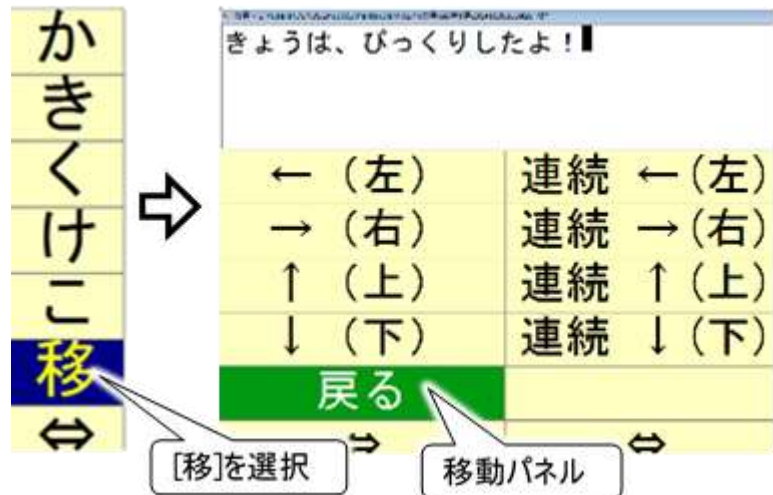 か
き
く
け
こ
移
⇔
[移]を選択
きょうは、びっくりしたよ!
← (左) 連続 ←(左)
→ (右) 連続 →(右)
↑ (上) 連続 ↑(上)
↓ (下) 連続 ↓(下)
戻る
⇔
移動パネル